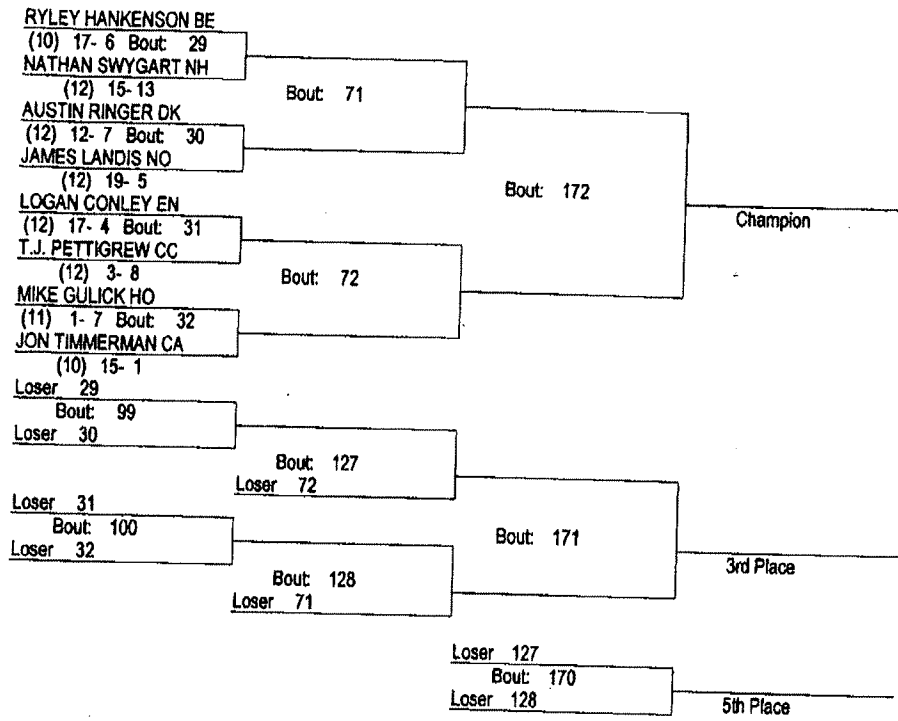 RYLEY HANKENSON BE
(10) 17- 6 Bout: 29
NATHAN SWYGART NH
(12) 15- 13
Bout: 71
AUSTIN RINGER DK
(12) 12- 7 Bout: 30
JAMES LANDIS NO
(12) 19- 5
Bout: 172
Champion
LOGAN CONLEY EN
(12) 17- 4 Bout: 31
T.J. PETTIGREW CC
(12) 3- 8
Bout: 72
MIKE GULICK HO
(11) 1- 7 Bout: 32
JON TIMMERMAN CA
(10) 15- 1
Loser 29
Bout: 99
Loser 30
Bout: 127
Loser 72
Loser 31
Bout: 100
Loser 32
Bout: 171
3rd Place
Bout: 128
Loser 71
Loser 127
Bout: 170
Loser 128
5th Place